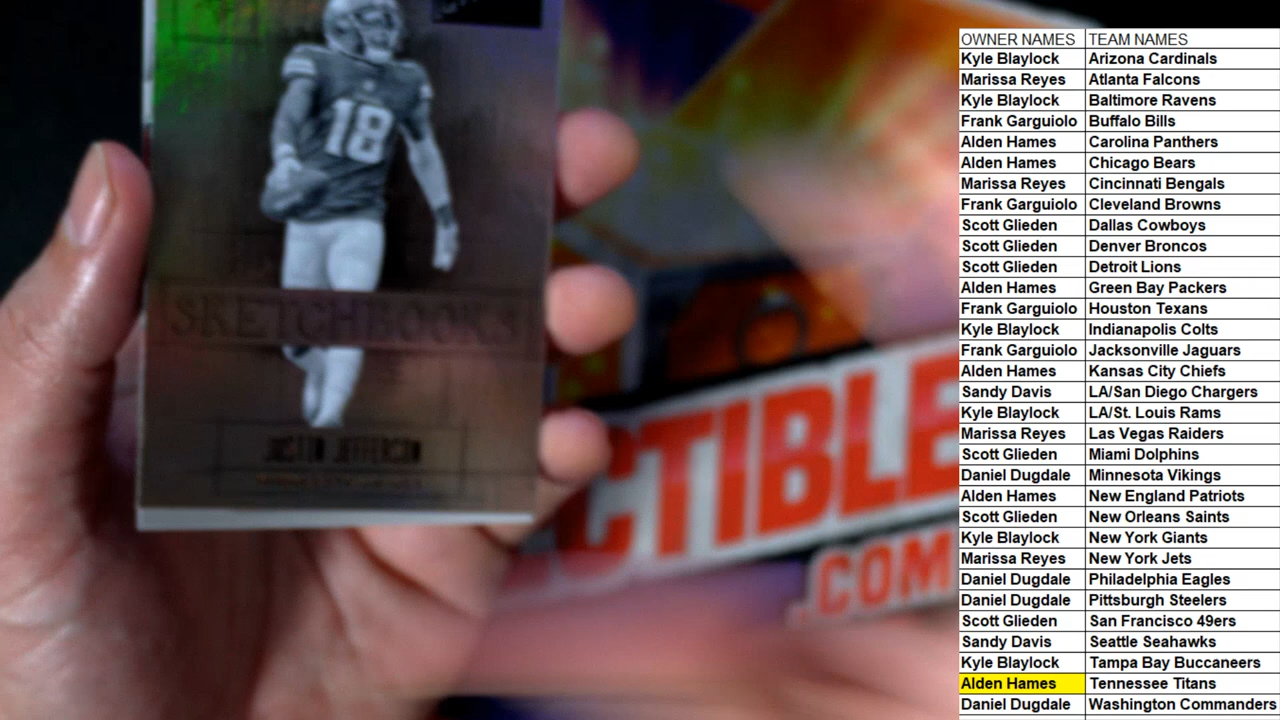 18
JUSTIN JEFFERSON
CTIBLE
.COM
OWNER NAMES TEAM NAMES
Kyle Blaylock Arizona Cardinals
Marissa Reyes Atlanta Falcons
Kyle Blaylock Baltimore Ravens
Frank Garguiolo Buffalo Bills
Alden Hames Carolina Panthers
Alden Hames Chicago Bears
Marissa Reyes Cincinnati Bengals
Frank Garguiolo Cleveland Browns
Scott Glieden Dallas Cowboys
Scott Glieden Denver Broncos
Scott Glieden Detroit Lions
Alden Hames Green Bay Packers
Frank Garguiolo Houston Texans
Kyle Blaylock Indianapolis Colts
Frank Garguiolo Jacksonville Jaguars
Alden Hames Kansas City Chiefs
Sandy Davis LA/San Diego Chargers
Kyle Blaylock LA/St. Louis Rams
Marissa Reyes Las Vegas Raiders
Scott Glieden Miami Dolphins
Daniel Dugdale Minnesota Vikings
Alden Hames New England Patriots
Scott Glieden New Orleans Saints
Kyle Blaylock New York Giants
Marissa Reyes New York Jets
Daniel Dugdale Philadelphia Eagles
Daniel Dugdale Pittsburgh Steelers
Scott Glieden San Francisco 49ers
Sandy Davis Seattle Seahawks
Kyle Blaylock Tampa Bay Buccaneers
Alden Hames Tennessee Titans
Daniel Dugdale Washington Commanders